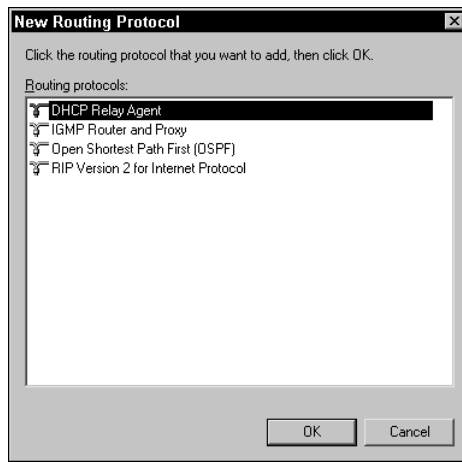 New Routing Protocol
Click the routing protocol that you want to add, then click OK.
Routing protocols:
DHCP Relay Agent
IGMP Router and Proxy
Open Shortest Path First (OSPF)
RIP Version 2 for Internet Protocol
OK Cancel